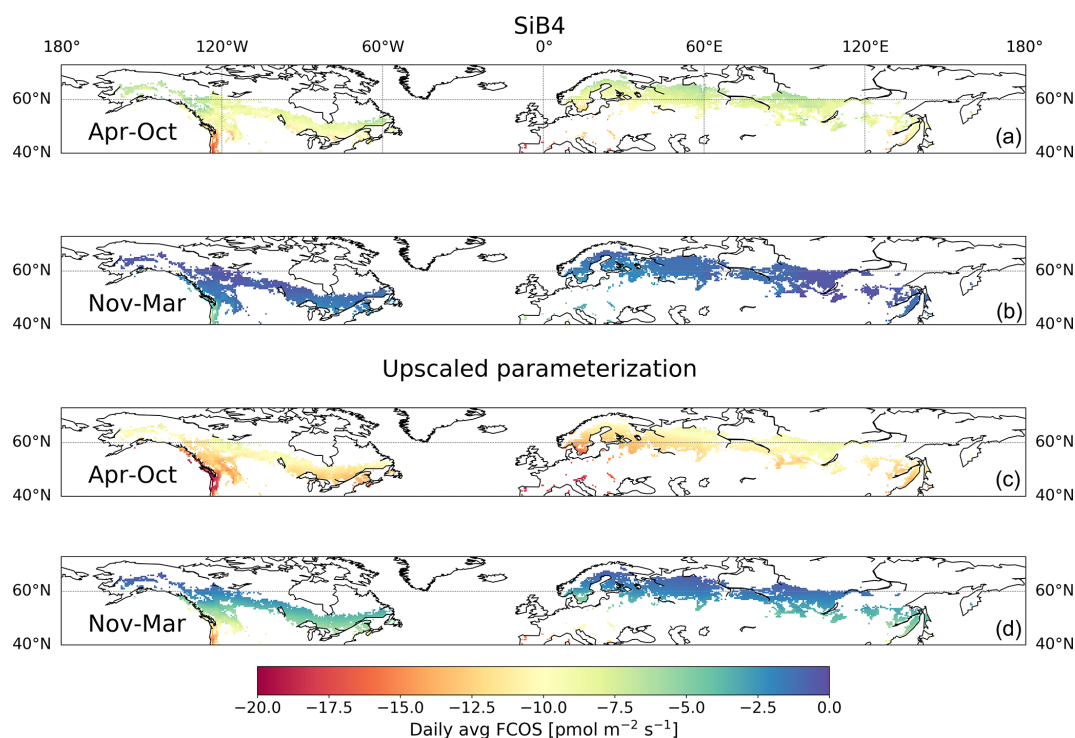 SiB4
180° 120°W 60°W 0° 60°E 120°E 180°
60°N 60°N
Apr-Oct (a)
40°N 40°N
60°N 60°N
Nov-Mar (b)
40°N 40°N
Upscaled parameterization
60°N 60°N
Apr-Oct (c)
40°N 40°N
60°N 60°N
Nov-Mar (d)
40°N 40°N
−20.0 −17.5 −15.0 −12.5 −10.0 −7.5 −5.0 −2.5 0.0
Daily avg FCOS [pmol m⁻² s⁻¹]